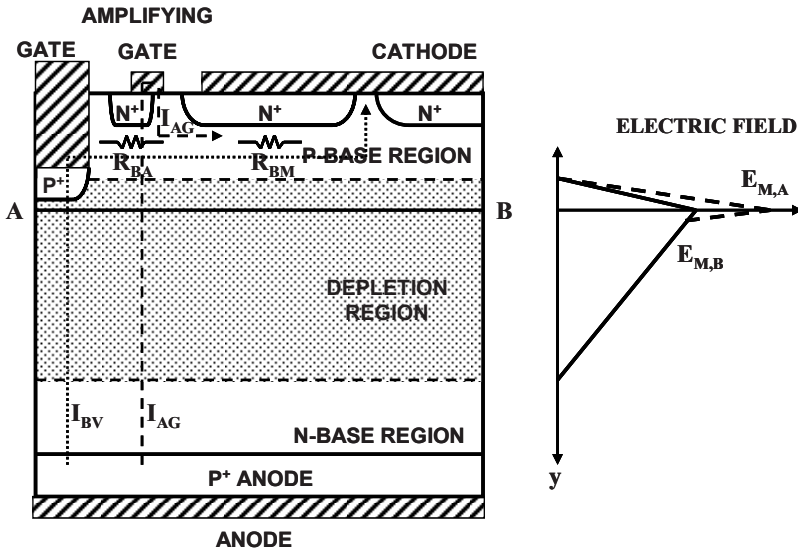 AMPLIFYING
GATE
GATE
CATHODE
N+
N+
N+
IAG
RBA
RBM
P-BASE REGION
P+
A
B
DEPLETION
REGION
IBV
IAG
N-BASE REGION
P+ ANODE
ANODE
ELECTRIC FIELD
EM,A
EM,B
y